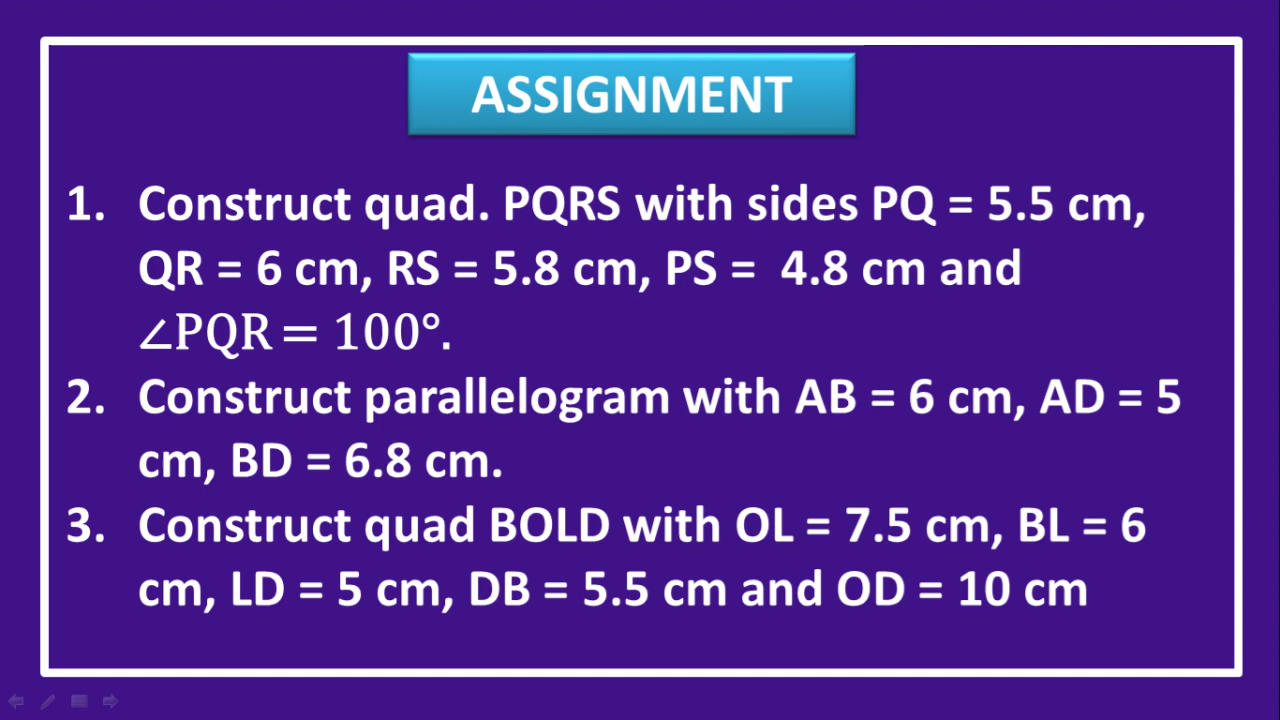 ASSIGNMENT
1. Construct quad. PQRS with sides PQ = 5.5 cm,
QR = 6 cm, RS = 5.8 cm, PS =  4.8 cm and
∠PQR = 100°.
2. Construct parallelogram with AB = 6 cm, AD = 5
cm, BD = 6.8 cm.
3. Construct quad BOLD with OL = 7.5 cm, BL = 6
cm, LD = 5 cm, DB = 5.5 cm and OD = 10 cm